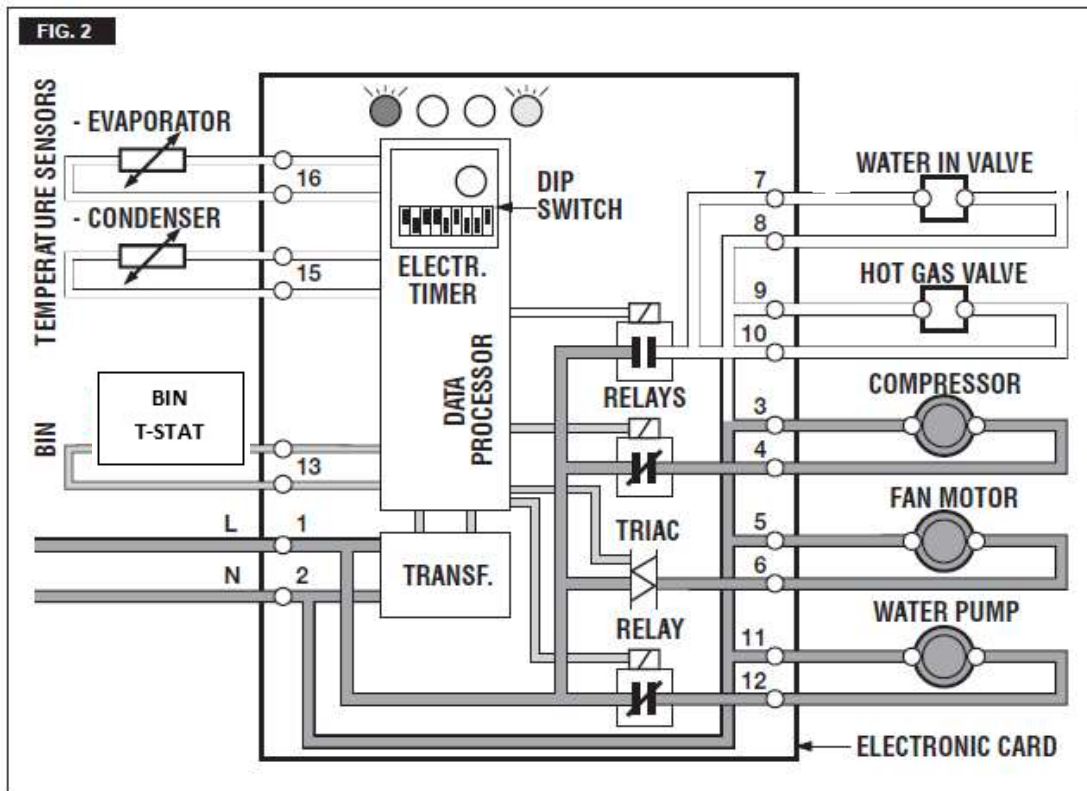 FIG. 2
TEMPERATURE SENSORS
- EVAPORATOR
16
- CONDENSER
15
DIP
SWITCH
ELECTR.
TIMER
DATA
PROCESSOR
BIN
BIN
T-STAT
13
L
1
N
2
TRANSF.
RELAYS
TRIAC
RELAY
7
WATER IN VALVE
8
9
HOT GAS VALVE
10
3
COMPRESSOR
4
5
FAN MOTOR
6
11
WATER PUMP
12
ELECTRONIC CARD